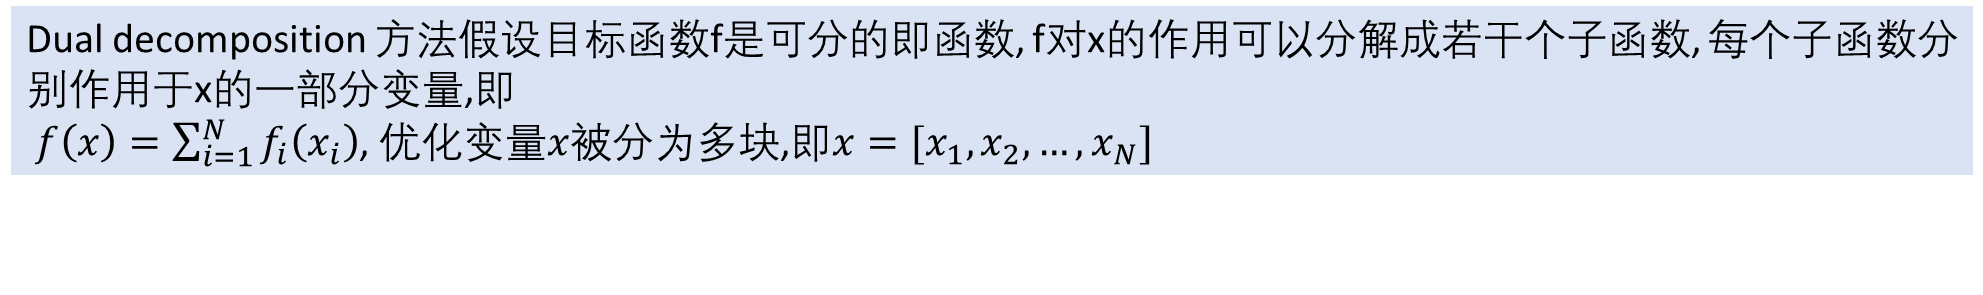 Dual decomposition 方法假设目标函数f是可分的即函数, f对x的作用可以分解成若干个子函数, 每个子函数分
别作用于x的一部分变量,即
f(x) = ∑_{i=1}^{N} f_i(x_i), 优化变量x被分为多块,即x = [x_1, x_2, … , x_N]